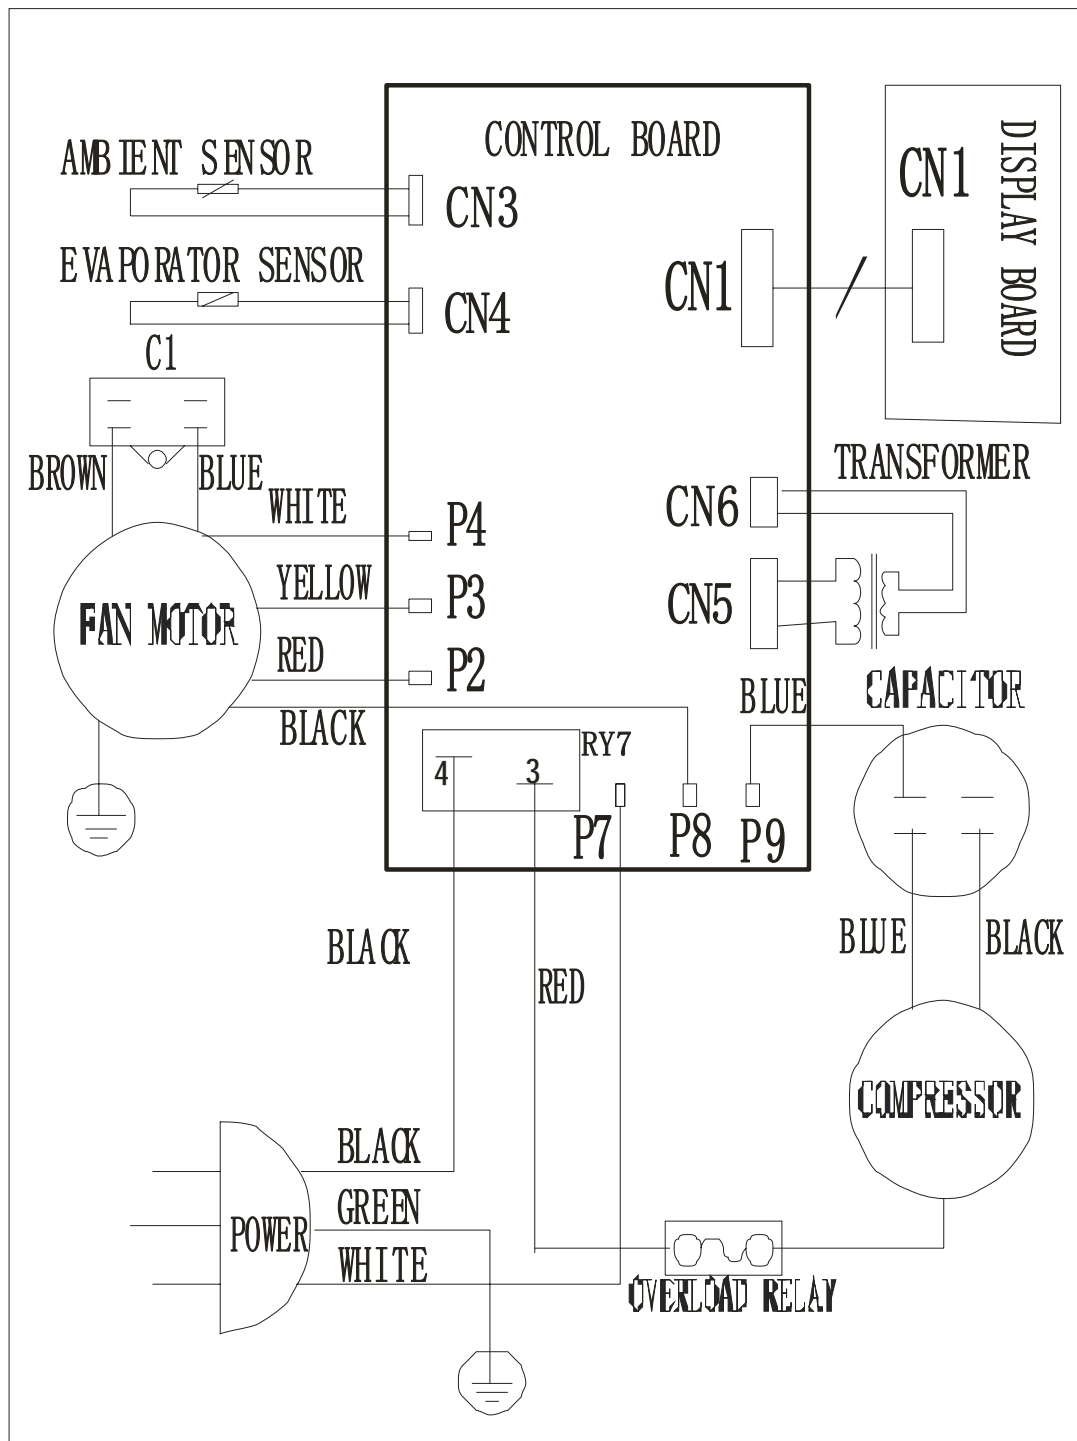 CONTROL BOARD
AMBIENT SENSOR
CN3
EVAPORATOR SENSOR
CN4
CN1
CN1
DISPLAY BOARD
C1
BROWN
BLUE
WHITE
P4
YELLOW
P3
RED
P2
BLACK
FAN MOTOR
TRANSFORMER
CN6
CN5
CAPACITOR
BLUE
RY7
4
3
P7
P8
P9
BLACK
RED
BLUE
BLACK
COMPRESSOR
BLACK
GREEN
POWER
WHITE
OVERLOAD RELAY